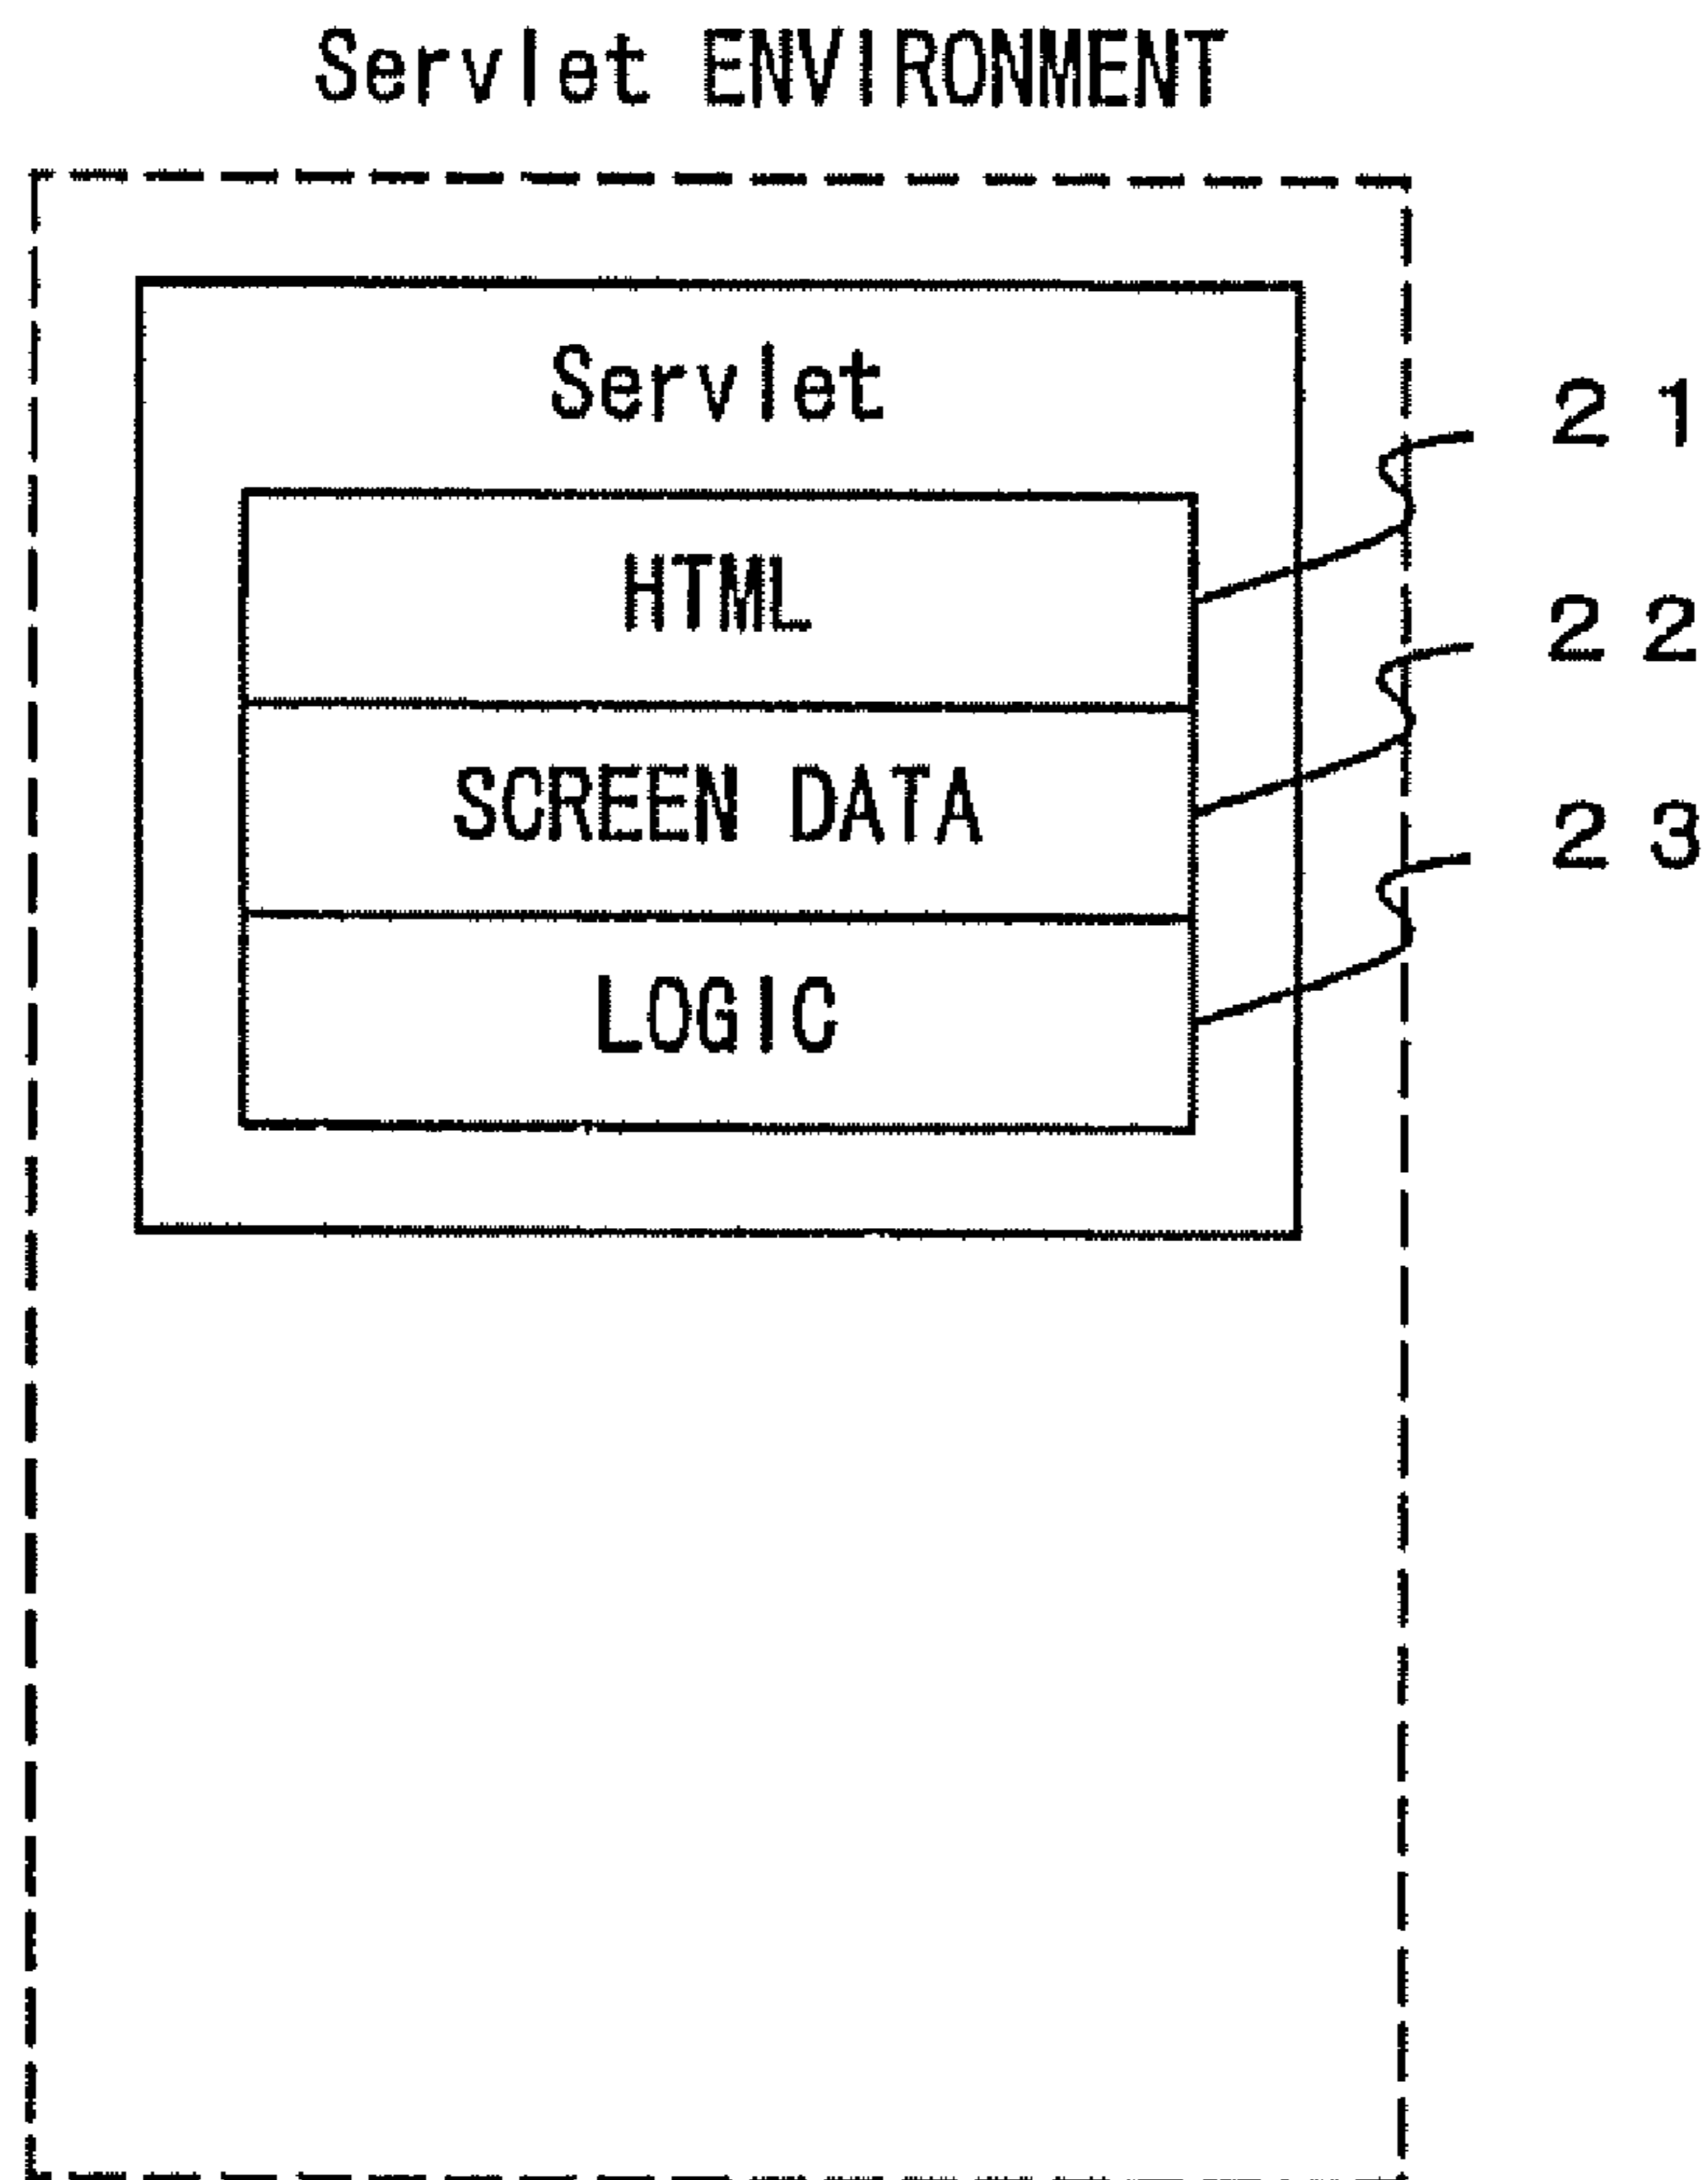 Servlet ENVIRONMENT
Servlet
21
HTML
22
SCREEN DATA
23
LOGIC